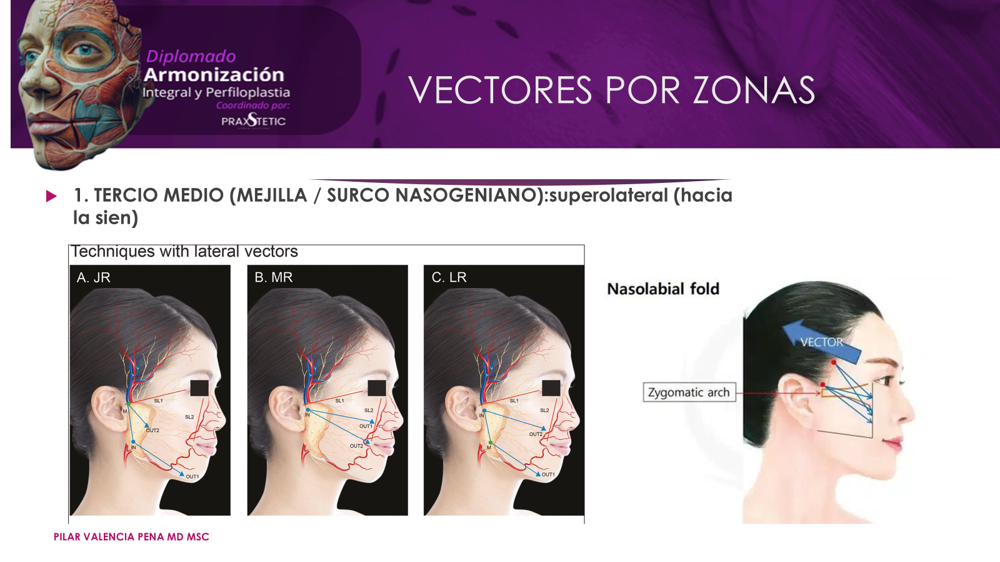 Diplomado
Armonización
Integral y Perfiloplastia
Coordinado por:
PRAXSTETIC
VECTORES POR ZONAS
1. TERCIO MEDIO (MEJILLA / SURCO NASOGENIANO):superolateral (hacia
la sien)
Techniques with lateral vectors
A. JR
SL1
M
SL2
OUT2
IN
OUT1
B. MR
SL1
IN
SL2
OUT1
OUT2
C. LR
SL1
IN
SL2
OUT2
M
OUT1
Nasolabial fold
VECTOR
Zygomatic arch
PILAR VALENCIA PENA MD MSC